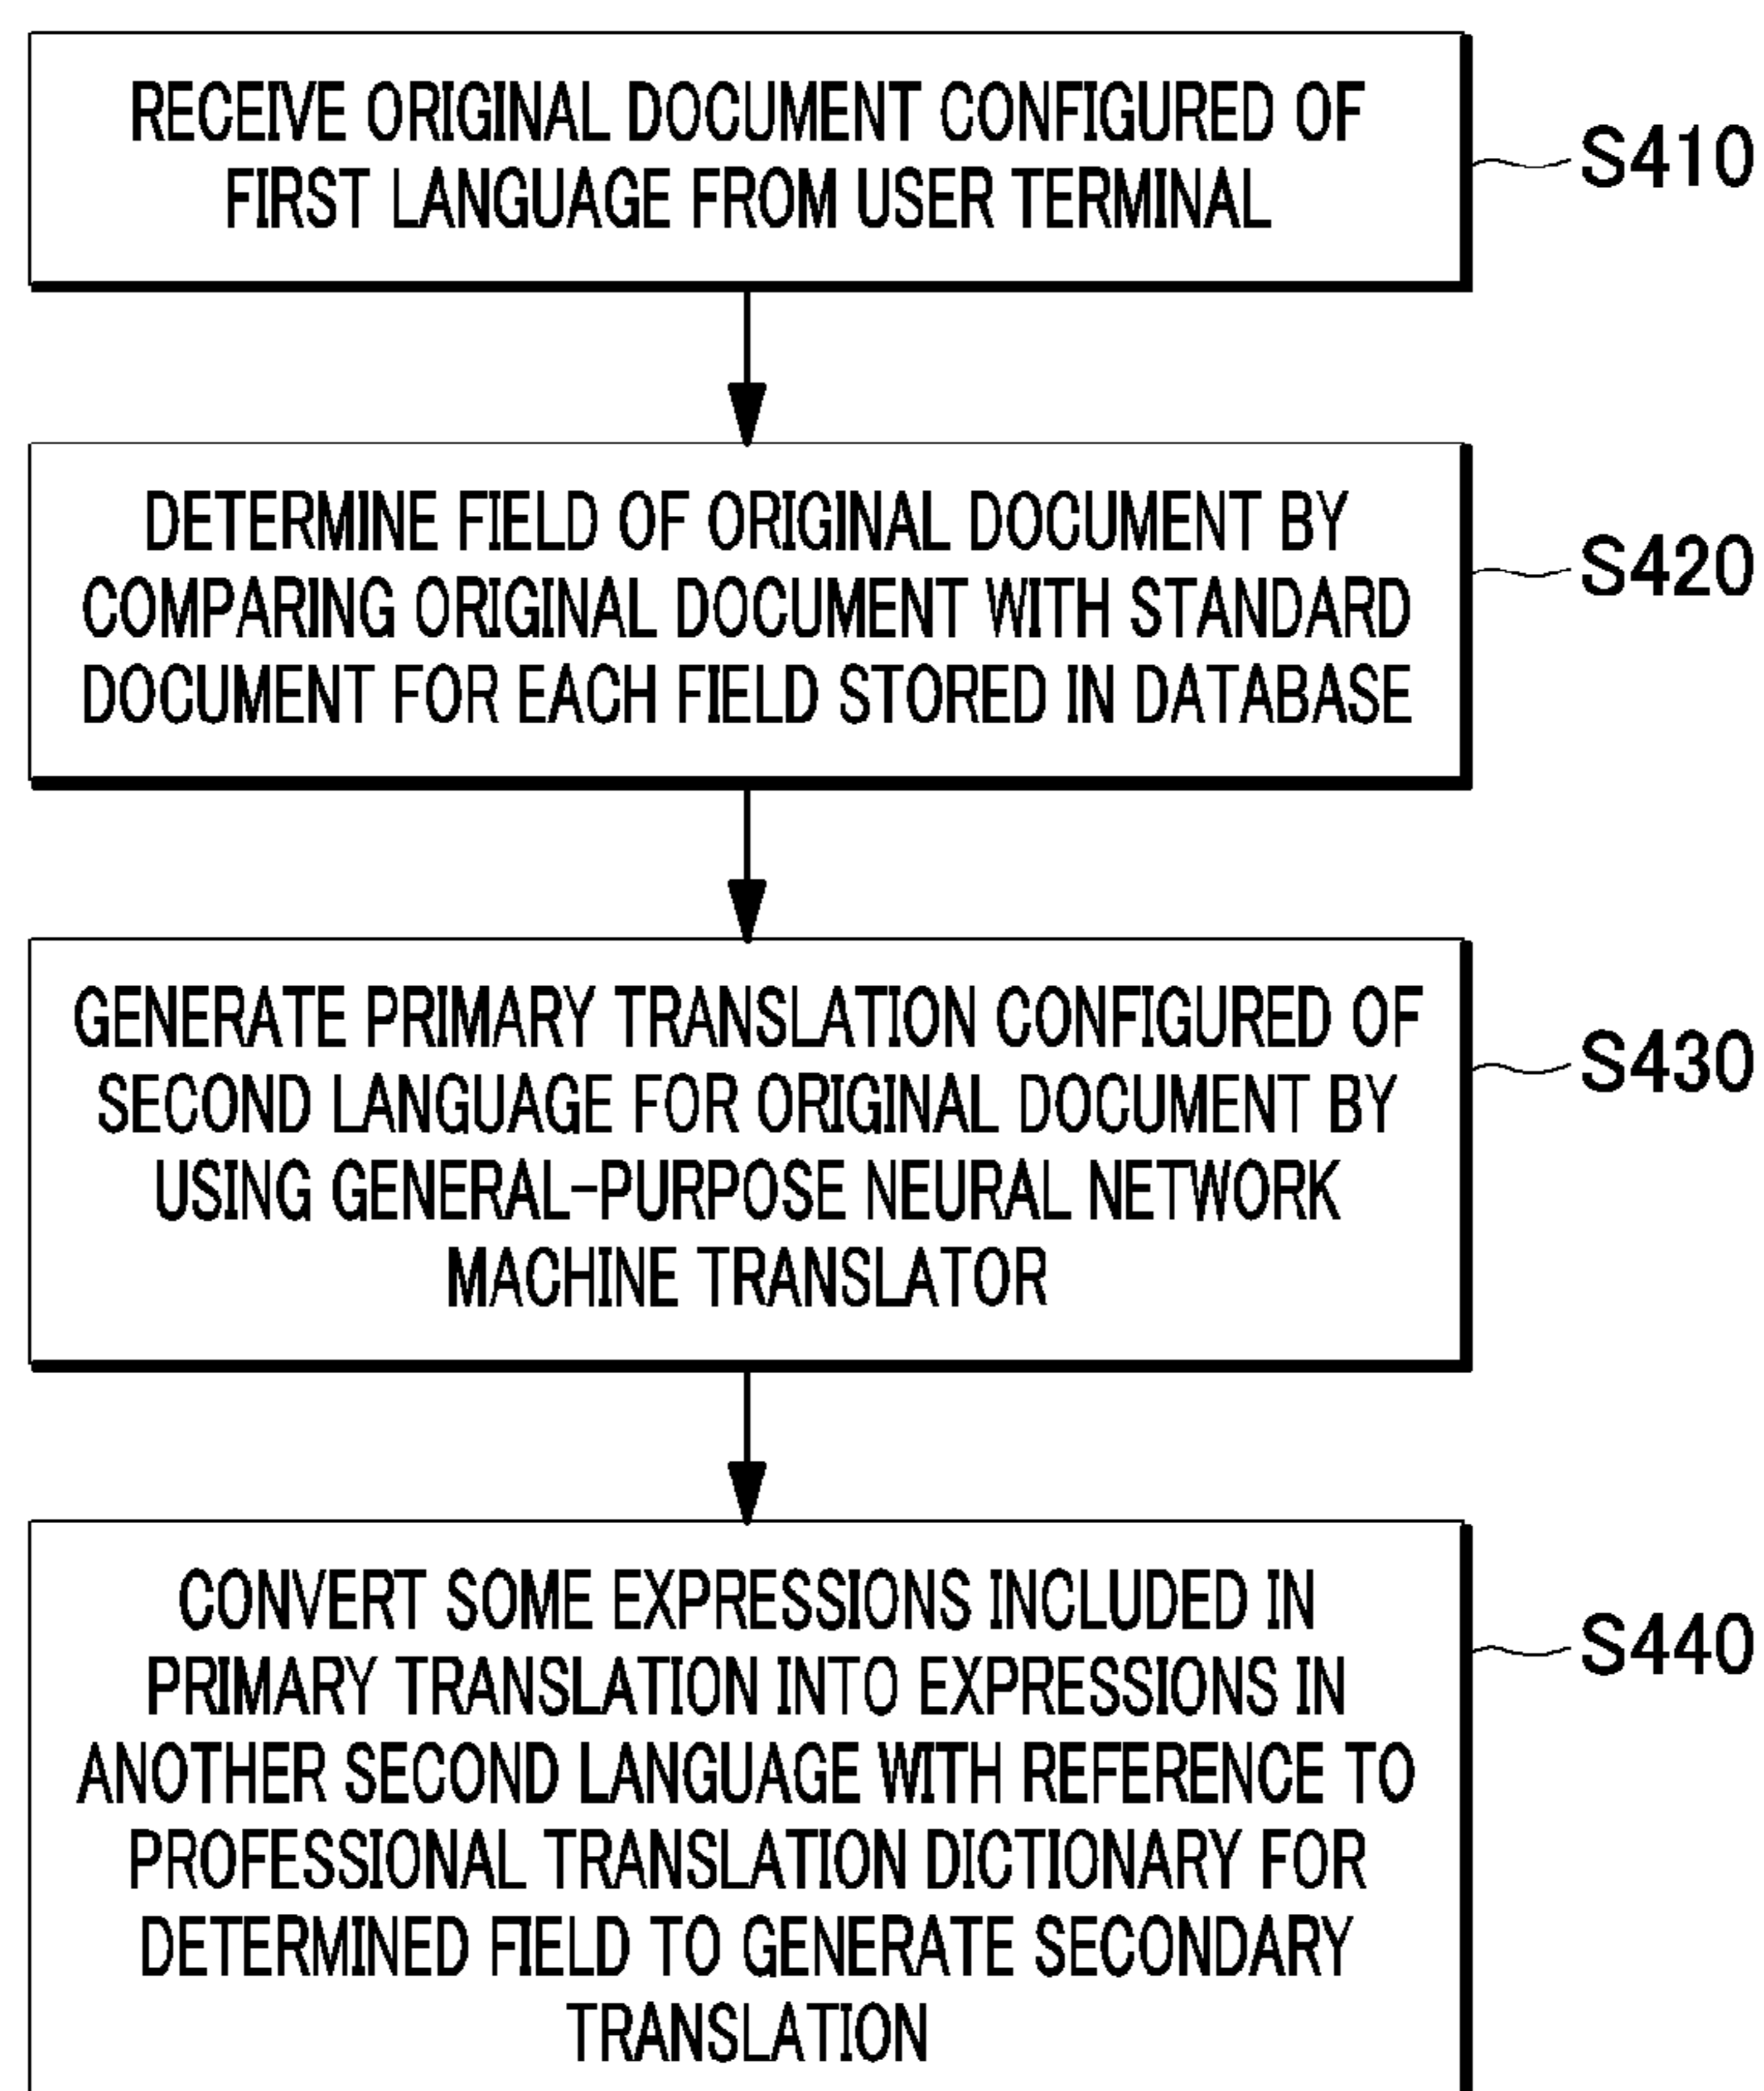 RECEIVE ORIGINAL DOCUMENT CONFIGURED OF
FIRST LANGUAGE FROM USER TERMINAL
S410
DETERMINE FIELD OF ORIGINAL DOCUMENT BY
COMPARING ORIGINAL DOCUMENT WITH STANDARD
DOCUMENT FOR EACH FIELD STORED IN DATABASE
S420
GENERATE PRIMARY TRANSLATION CONFIGURED OF
SECOND LANGUAGE FOR ORIGINAL DOCUMENT BY
USING GENERAL-PURPOSE NEURAL NETWORK
MACHINE TRANSLATOR
S430
CONVERT SOME EXPRESSIONS INCLUDED IN
PRIMARY TRANSLATION INTO EXPRESSIONS IN
ANOTHER SECOND LANGUAGE WITH REFERENCE TO
PROFESSIONAL TRANSLATION DICTIONARY FOR
DETERMINED FIELD TO GENERATE SECONDARY
TRANSLATION
S440